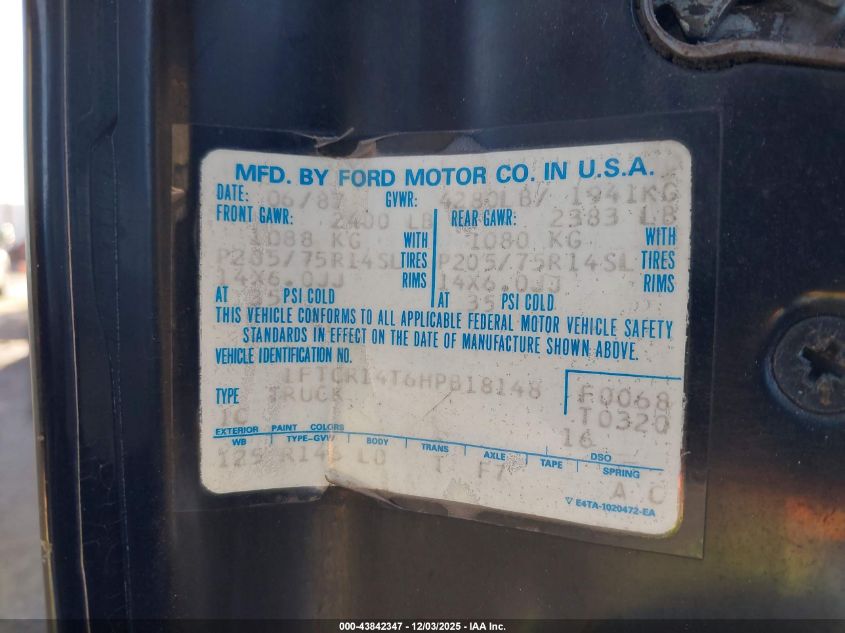 MFD. BY FORD MOTOR CO. IN U.S.A.
DATE: 06/87 GVWR: 4280LB/ 1941KG
FRONT GAWR: 2400 LB REAR GAWR: 2383 LB
1088 KG WITH 1080 KG WITH
P205/75R14SL TIRES P205/75R14SL TIRES
14X6.0JJ RIMS 14X6.0JJ RIMS
AT 35 PSI COLD AT 35 PSI COLD
THIS VEHICLE CONFORMS TO ALL APPLICABLE FEDERAL MOTOR VEHICLE SAFETY
STANDARDS IN EFFECT ON THE DATE OF MANUFACTURE SHOWN ABOVE.
VEHICLE IDENTIFICATION NO.
1FTCR14T6HPB18148 F0068
TYPE TRUCK T0320
1C 16
EXTERIOR PAINT COLORS DSO
WB TYPE-GVW BODY TRANS AXLE TAPE SPRING
125 R14 LO F7 A C
▽ E4TA-1020472-EA
000-43842347 - 12/03/2025 - IAA Inc.